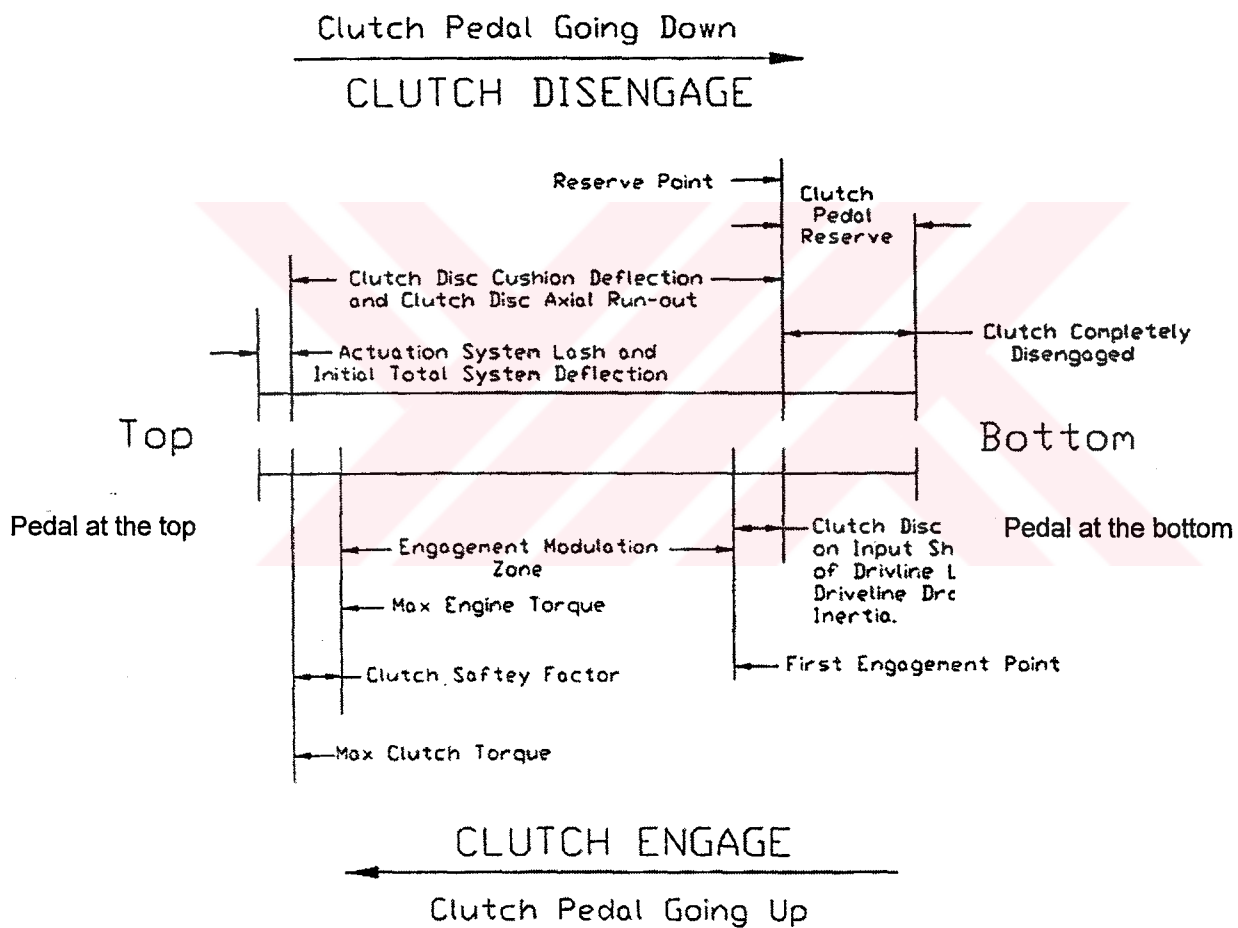 Clutch Pedal Going Down
CLUTCH DISENGAGE
Reserve Point
Clutch
Pedal
Reserve
Clutch Disc Cushion Deflection
and Clutch Disc Axial Run-out
Clutch Completely
Disengaged
Actuation System Lash and
Initial Total System Deflection
Top
Bottom
Pedal at the top
Pedal at the bottom
Clutch Disc
on Input Sh
of Drivline L
Driveline Dra
Inertia.
Engagement Modulation
Zone
Max Engine Torque
First Engagement Point
Clutch Saftey Factor
Max Clutch Torque
CLUTCH ENGAGE
Clutch Pedal Going Up